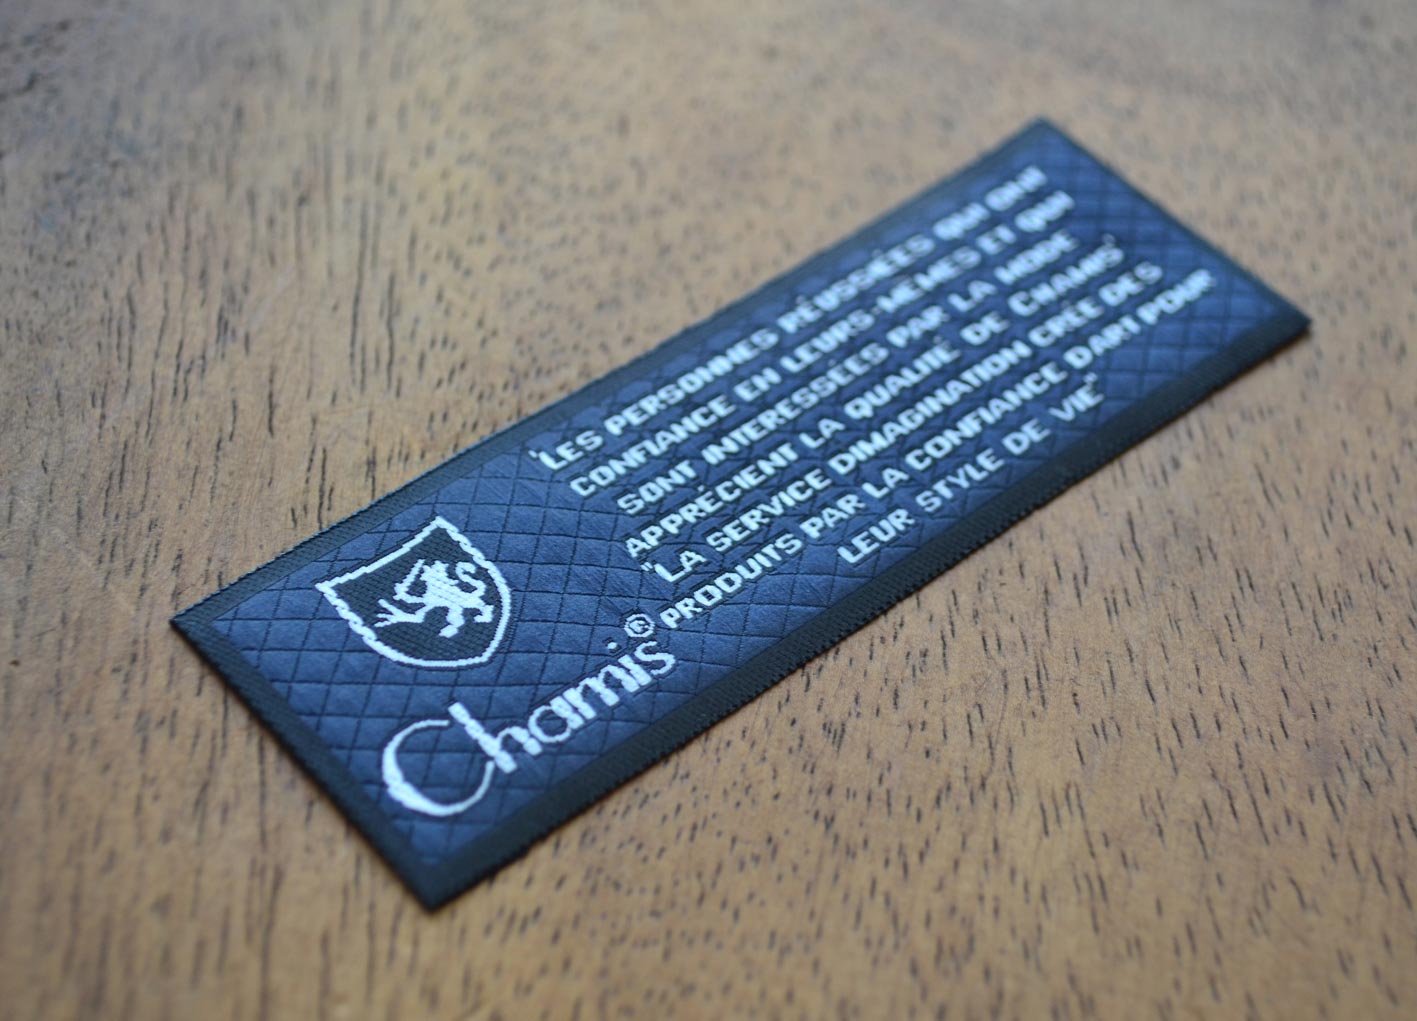 Chamis®
"LES PERSONNES RÉUSSIÉES QUI ONT
CONFIANCE EN LEURS-MÊMES ET QUI
SONT INTERESSÉES PAR LA MODE
APPRÉCIENT LA QUALITÉ DE CHAMIS"
"LA SERVICE DIMAGINATION CRÉE DES
PRODUITS PAR LA CONFIANCE DART POUR
LEUR STYLE DE VIE"